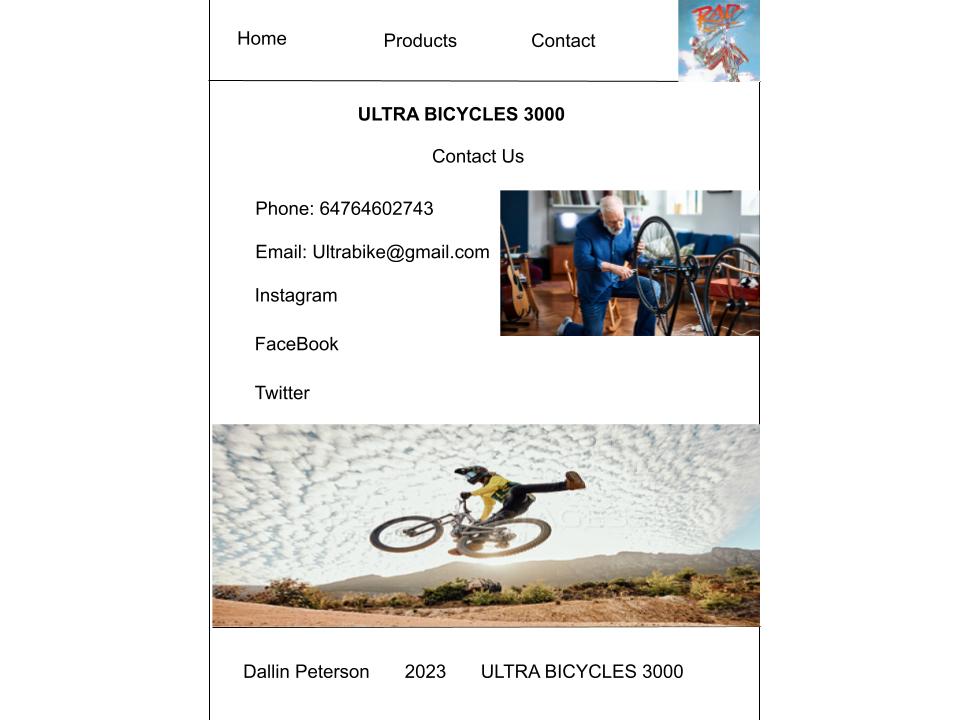 Home
Products
Contact
RAD
ULTRA BICYCLES 3000
Contact Us
Phone: 64764602743
Email: Ultrabike@gmail.com
Instagram
FaceBook
Twitter
Dallin Peterson 2023 ULTRA BICYCLES 3000